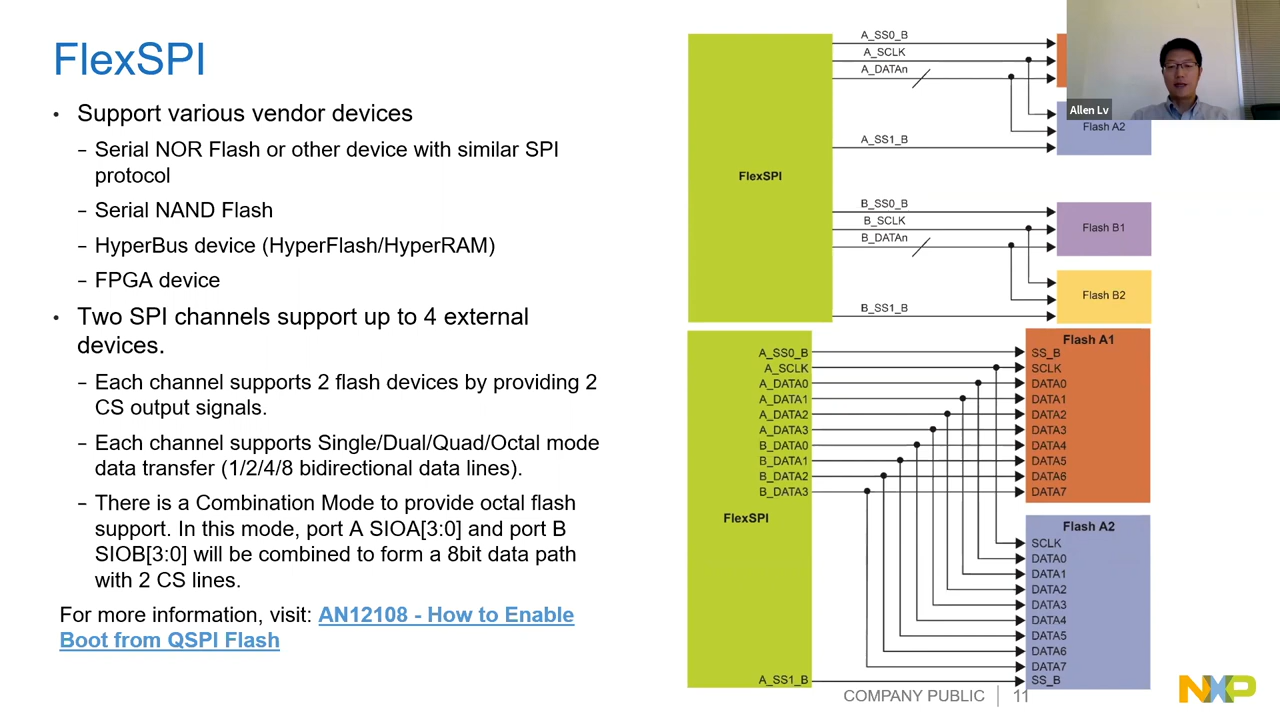 FlexSPI
• Support various vendor devices
– Serial NOR Flash or other device with similar SPI
protocol
– Serial NAND Flash
– HyperBus device (HyperFlash/HyperRAM)
– FPGA device
• Two SPI channels support up to 4 external
devices.
– Each channel supports 2 flash devices by providing 2
CS output signals.
– Each channel supports Single/Dual/Quad/Octal mode
data transfer (1/2/4/8 bidirectional data lines).
– There is a Combination Mode to provide octal flash
support. In this mode, port A SIOA[3:0] and port B
SIOB[3:0] will be combined to form a 8bit data path
with 2 CS lines.
For more information, visit: AN12108 - How to Enable
Boot from QSPI Flash
FlexSPI
A_SS0_B
A_SCLK
A_DATAn
A_SS1_B
B_SS0_B
B_SCLK
B_DATAn
B_SS1_B
Allen Lv
Flash A2
Flash B1
Flash B2
FlexSPI
A_SS0_B
A_SCLK
A_DATA0
A_DATA1
A_DATA2
A_DATA3
B_DATA0
B_DATA1
B_DATA2
B_DATA3
A_SS1_B
Flash A1
SS_B
SCLK
DATA0
DATA1
DATA2
DATA3
DATA4
DATA5
DATA6
DATA7
Flash A2
SCLK
DATA0
DATA1
DATA2
DATA3
DATA4
DATA5
DATA6
DATA7
SS_B
COMPANY PUBLIC | 11
NXP